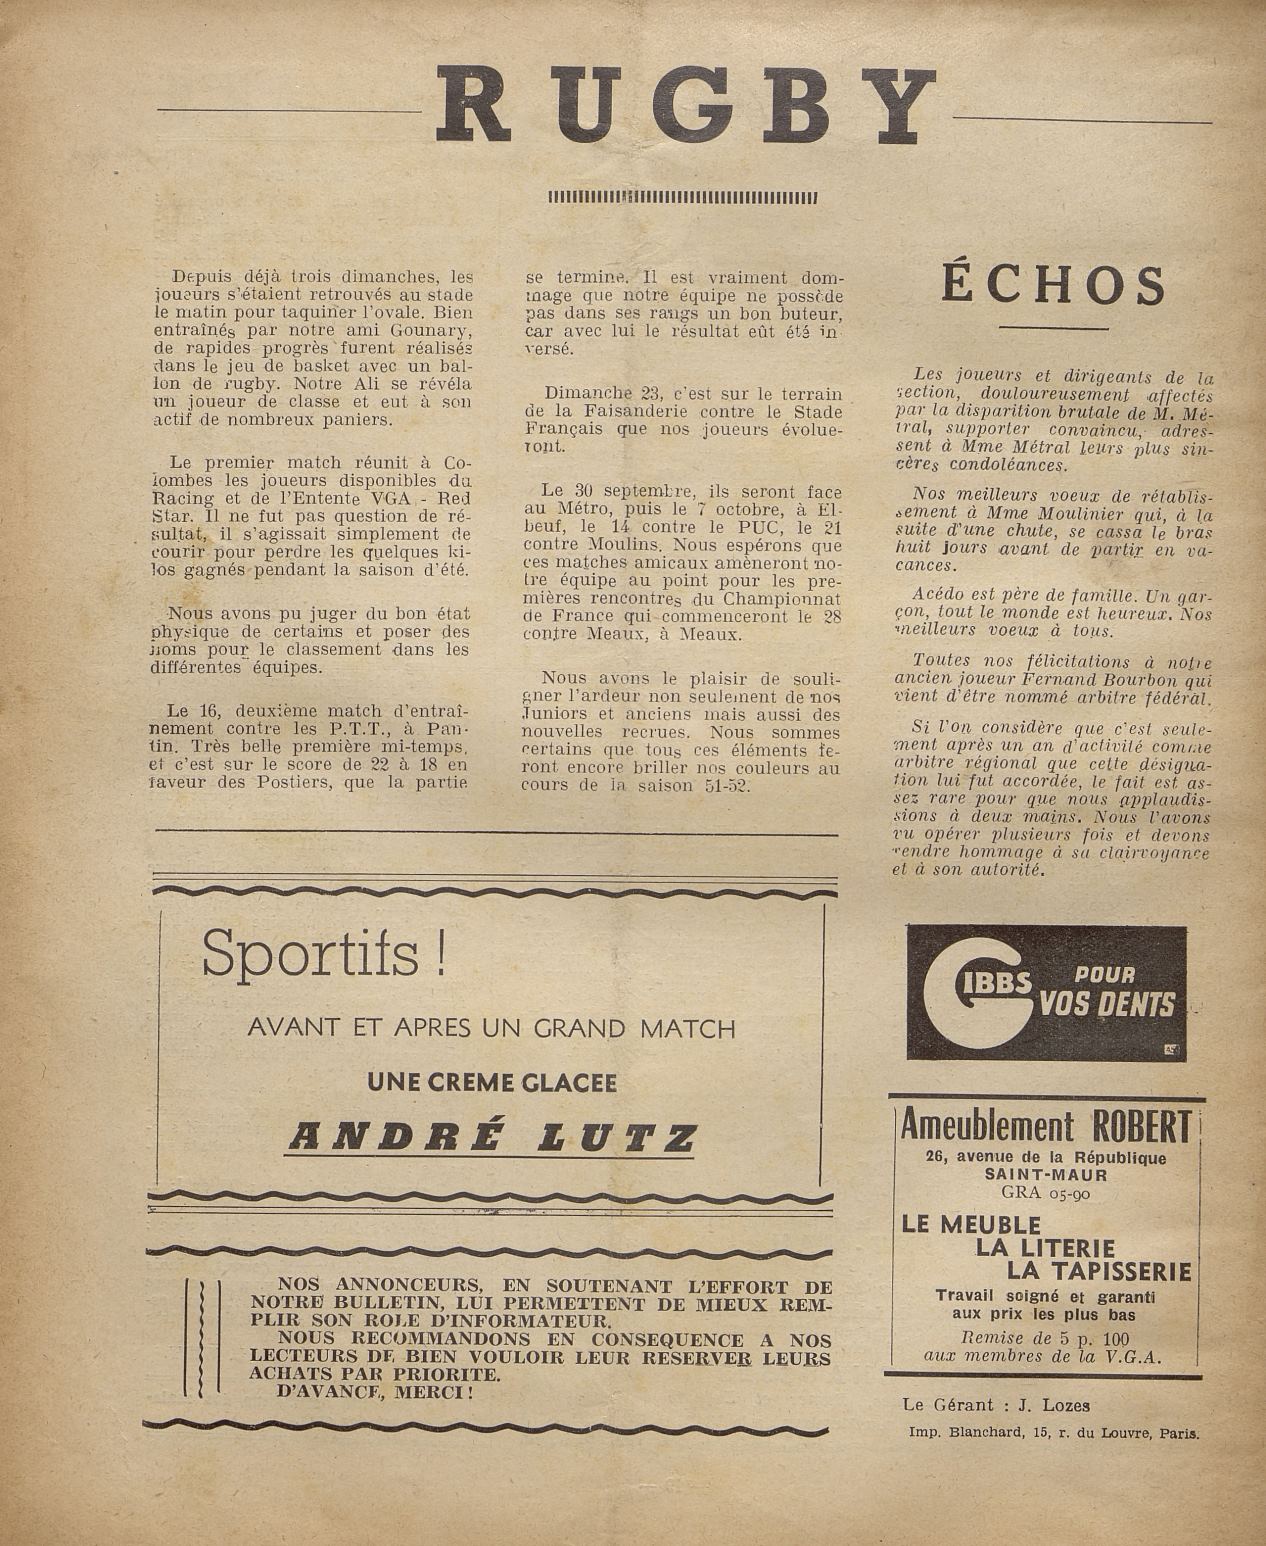 RUGBY
Depuis déjà trois dimanches, les
joueurs s'étaient retrouvés au stade
le matin pour taquiner l'ovale. Bien
entraînés par notre ami Gounary,
de rapides progrès furent réalisés
dans le jeu de basket avec un bal-
lon de rugby. Notre Ali se révéla
un joueur de classe et eut à son
actif de nombreux paniers.
Le premier match réunit à Co-
lombes les joueurs disponibles du
Racing et de l'Entente VGA - Red
Star. Il ne fut pas question de ré-
sultat, il s'agissait simplement de
courir pour perdre les quelques ki-
los gagnés pendant la saison d'été.
Nous avons pu juger du bon état
physique de certains et poser des
noms pour le classement dans les
différentes équipes.
Le 16, deuxième match d'entraî-
nement contre les P.T.T., à Pan-
tin. Très belle première mi-temps,
et c'est sur le score de 22 à 18 en
faveur des Postiers, que la partie
se termine. Il est vraiment dom-
mage que notre équipe ne possède
pas dans ses rangs un bon buteur,
car avec lui le résultat eût été in-
versé.
Dimanche 23, c'est sur le terrain
de la Faisanderie contre le Stade
Français que nos joueurs évolue-
ront.
Le 30 septembre, ils seront face
au Métro, puis le 7 octobre, à El-
beuf, le 14 contre le PUC, le 21
contre Moulins. Nous espérons que
ces matches amicaux amèneront no-
tre équipe au point pour les pre-
mières rencontres du Championnat
de France qui commenceront le 28
contre Meaux, à Meaux.
Nous avons le plaisir de souli-
gner l'ardeur non seulement de nos
Juniors et anciens mais aussi des
nouvelles recrues. Nous sommes
certains que tous ces éléments fe-
ront encore briller nos couleurs au
cours de la saison 51-52.
ÉCHOS
Les joueurs et dirigeants de la
section, douloureusement affectés
par la disparition brutale de M. Mé-
tral, supporter convaincu, adres-
sent à Mme Métral leurs plus sin-
cères condoléances.
Nos meilleurs voeux de rétablis-
sement à Mme Moulinier qui, à la
suite d'une chute, se cassa le bras
huit jours avant de partir en va-
cances.
Acédo est père de famille. Un gar-
çon, tout le monde est heureux. Nos
meilleurs voeux à tous.
Toutes nos félicitations à notre
ancien joueur Fernand Bourbon qui
vient d'être nommé arbitre fédéral.
Si l'on considère que c'est seule-
ment après un an d'activité comme
arbitre régional que cette désigna-
tion lui fut accordée, le fait est as-
sez rare pour que nous applaudis-
sions à deux mains. Nous l'avons
vu opérer plusieurs fois et devons
rendre hommage à sa clairvoyance
et à son autorité.
Sportifs !
AVANT ET APRES UN GRAND MATCH
UNE CREME GLACEE
ANDRÉ LUTZ
NOS ANNONCEURS, EN SOUTENANT L'EFFORT DE
NOTRE BULLETIN, LUI PERMETTENT DE MIEUX REM-
PLIR SON ROLE D'INFORMATEUR.
NOUS RECOMMANDONS EN CONSEQUENCE A NOS
LECTEURS DE BIEN VOULOIR LEUR RESERVER LEURS
ACHATS PAR PRIORITE.
D'AVANCE, MERCI !
GIBBS POUR
VOS DENTS
Ameublement ROBERT
26, avenue de la République
SAINT-MAUR
GRA 05-90
LE MEUBLE
LA LITERIE
LA TAPISSERIE
Travail soigné et garanti
aux prix les plus bas
Remise de 5 p. 100
aux membres de la V.G.A.
Le Gérant : J. Lozes
Imp. Blanchard, 15, r. du Louvre, Paris.